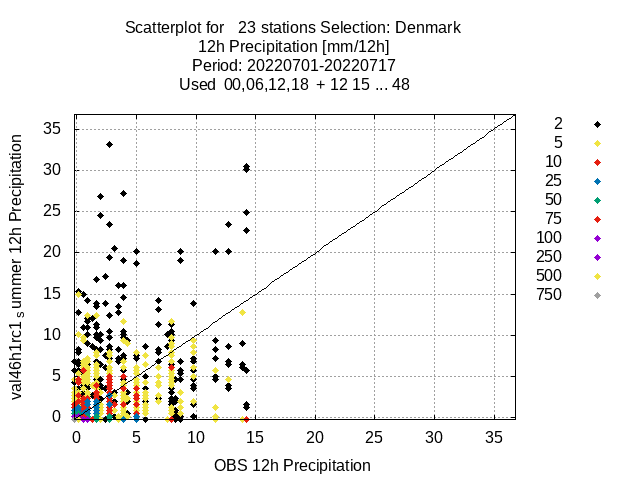 Scatterplot for   23 stations Selection: Denmark
12h Precipitation [mm/12h]
Period: 20220701-20220717
Used  00,06,12,18  + 12 15 ... 48
2
5
10
25
50
75
100
250
500
750
35
30
25
20
15
10
5
0
val46h1rc1 s ummer 12h Precipitation
0 5 10 15 20 25 30 35
OBS 12h Precipitation